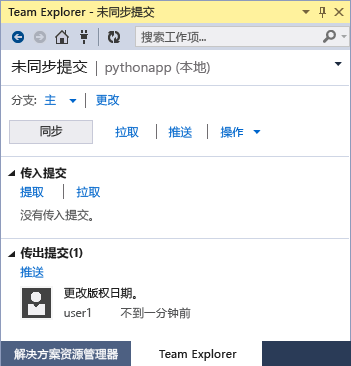 Team Explorer - 未同步提交
搜索工作项...
未同步提交 | pythonapp (本地)
分支: 主 | 更改
同步 拉取 推送 操作
传入提交
提取 | 拉取
没有传入提交。
传出提交(1)
推送
更改版权日期。
user1 不到一分钟前
解决方案资源管理器 Team Explorer